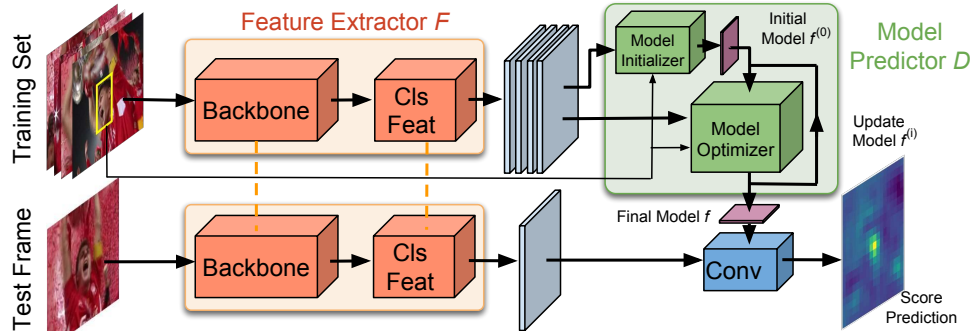 Feature Extractor F
Initial
Model f(0)
Model
Predictor D
Training Set
Backbone
Cls
Feat
Model
Initializer
Model
Optimizer
Update
Model f(i)
Final Model f
Test Frame
Backbone
Cls
Feat
Conv
Score
Prediction